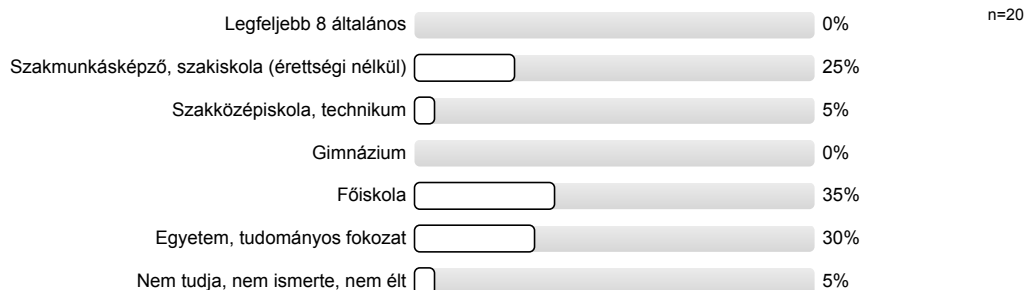 Legfeljebb 8 általános 0% n=20
Szakmunkásképző, szakiskola (érettségi nélkül) 25%
Szakközépiskola, technikum 5%
Gimnázium 0%
Főiskola 35%
Egyetem, tudományos fokozat 30%
Nem tudja, nem ismerte, nem élt 5%